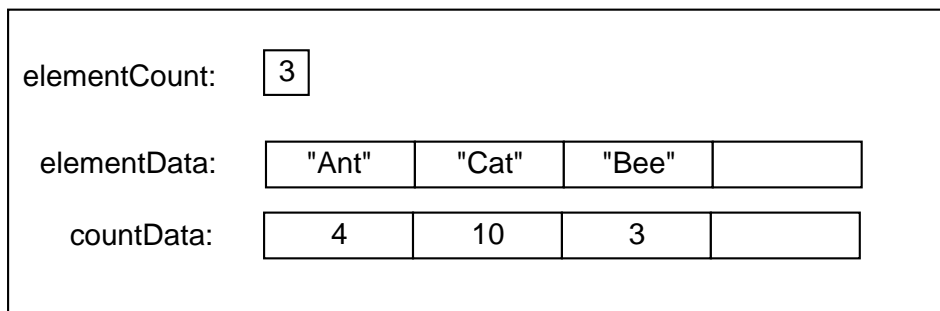 elementCount: 3
elementData: "Ant" "Cat" "Bee"
countData: 4 10 3